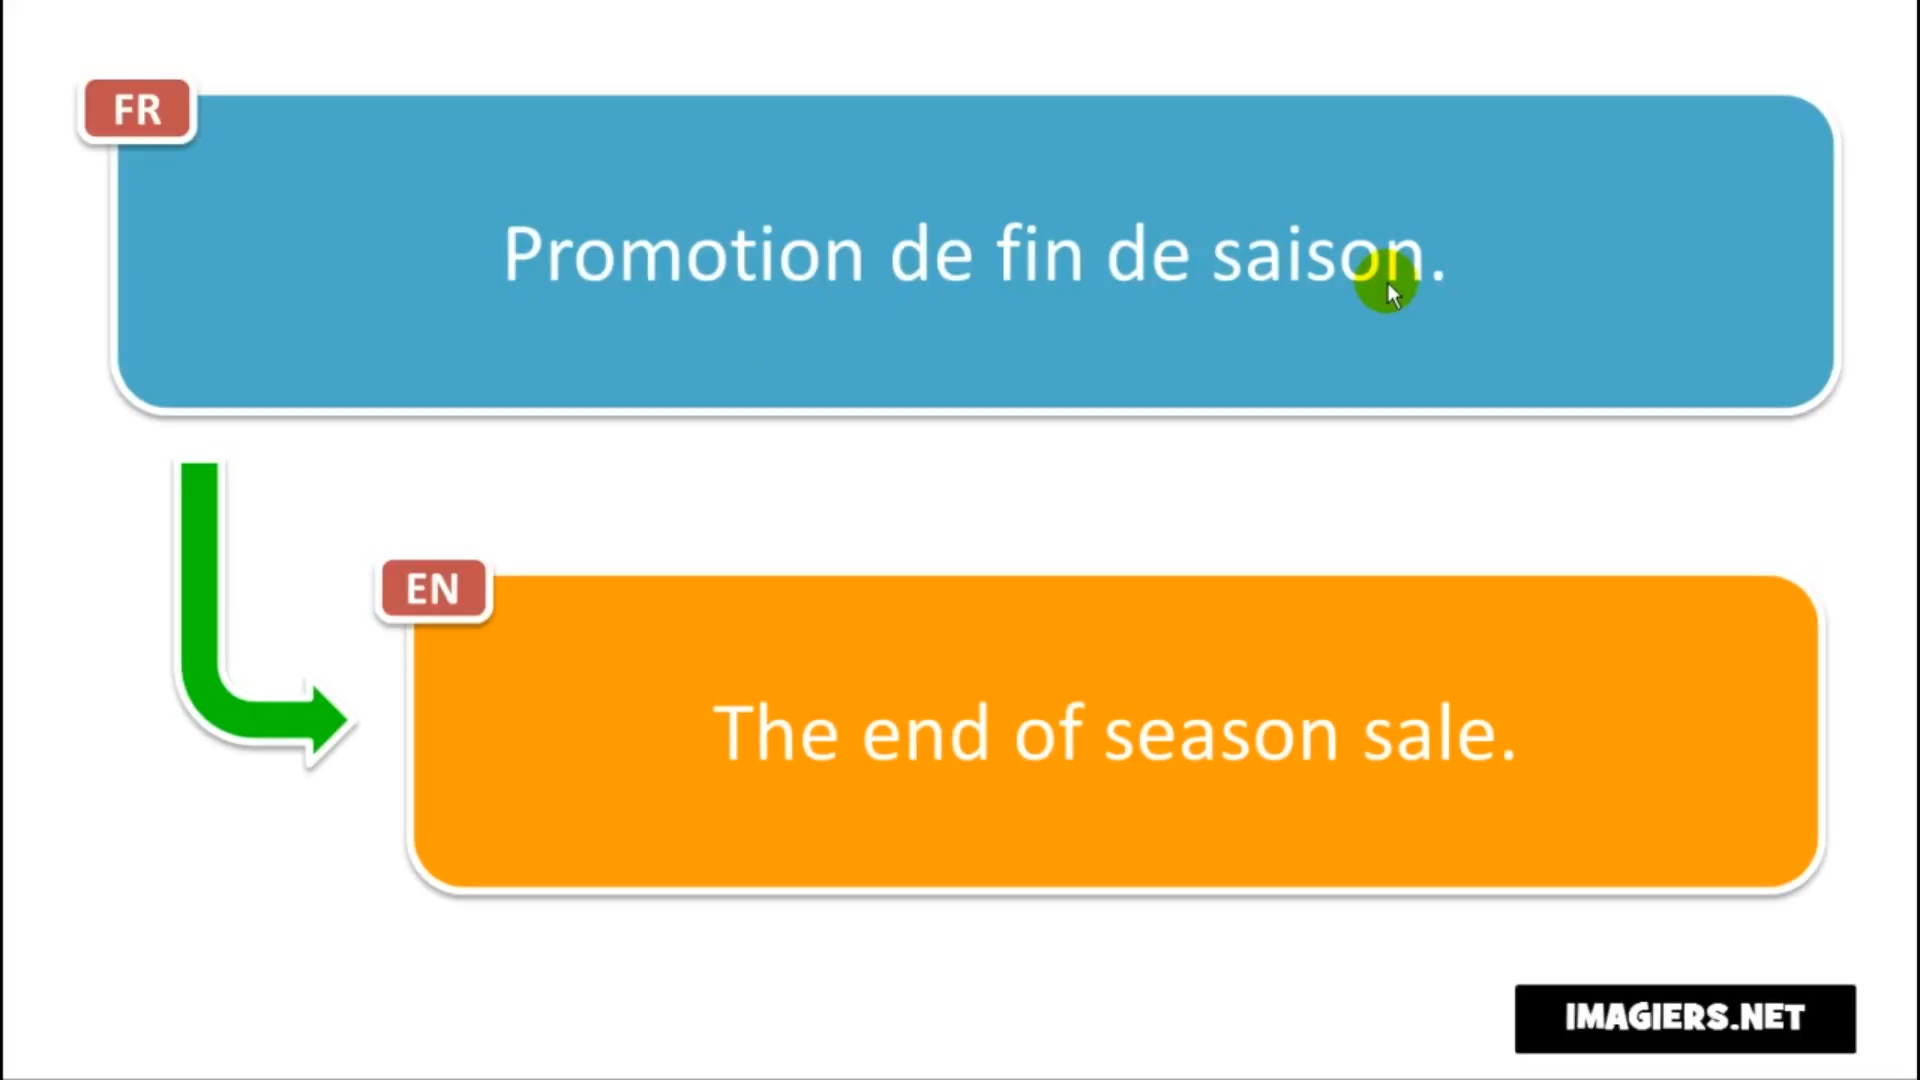 FR
Promotion de fin de saison.
EN
The end of season sale.
IMAGIERS.NET